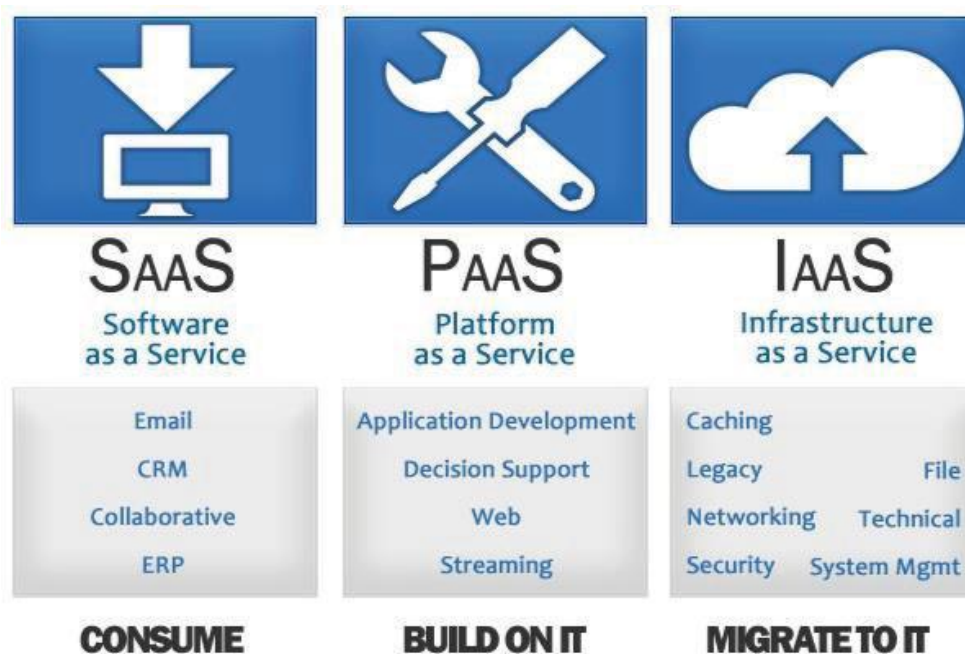 SaaS
Software
as a Service
Email
CRM
Collaborative
ERP
CONSUME
PaaS
Platform
as a Service
Application Development
Decision Support
Web
Streaming
BUILD ON IT
IaaS
Infrastructure
as a Service
Caching
Legacy File
Networking Technical
Security System Mgmt
MIGRATE TO IT